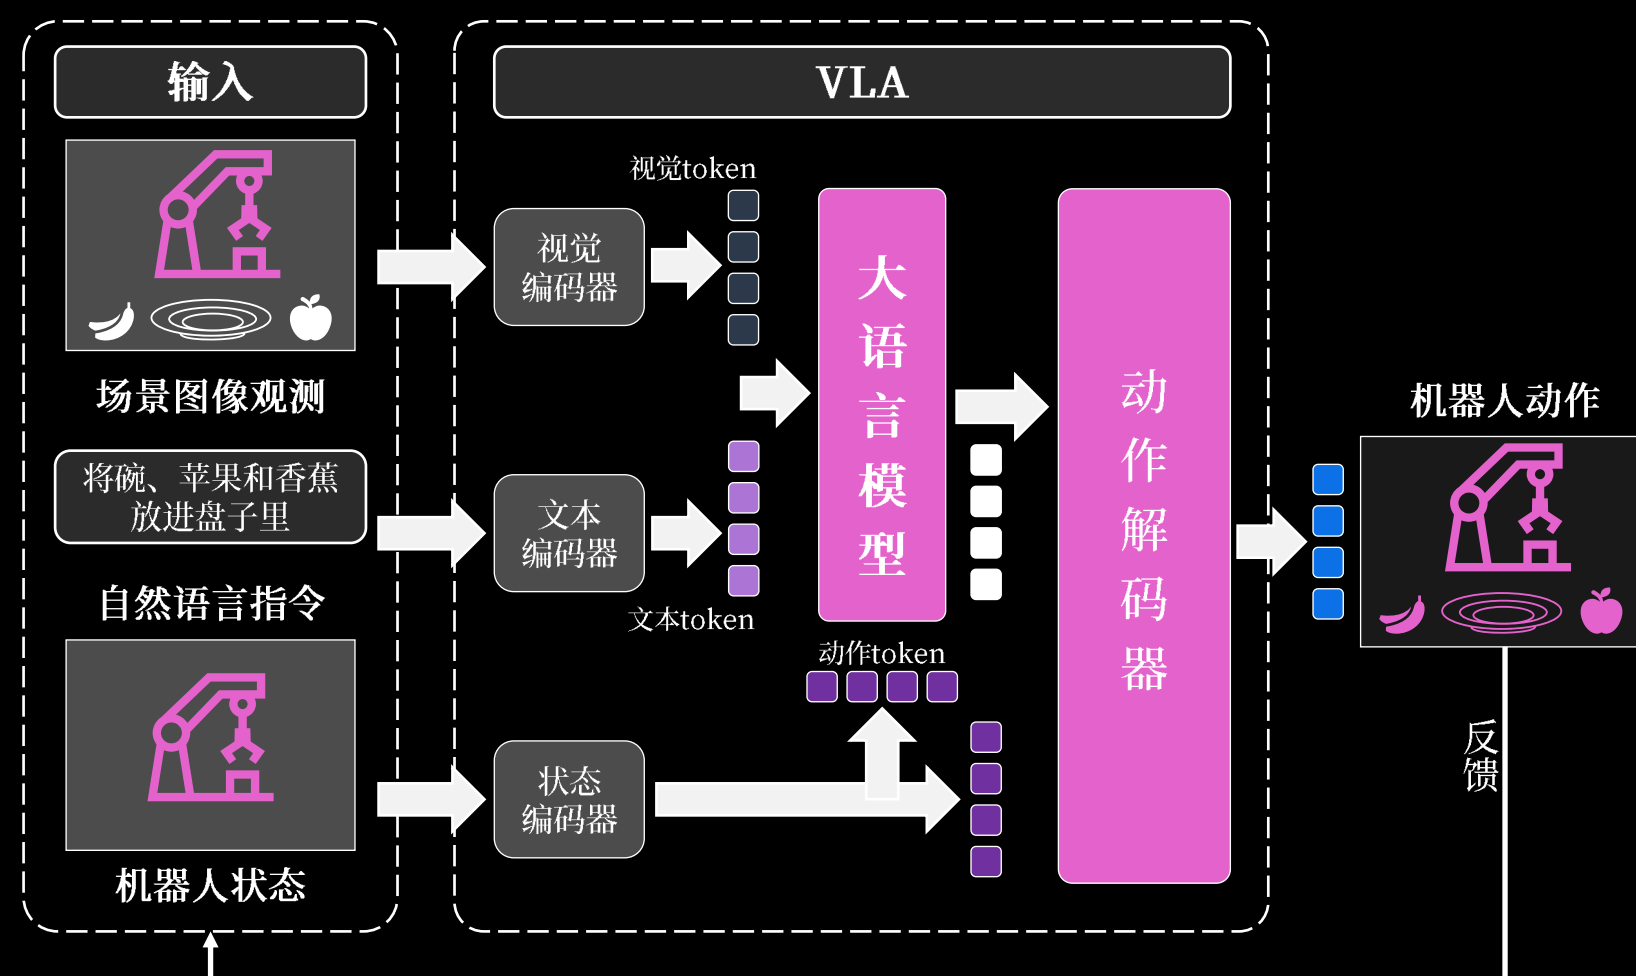 输入
场景图像观测
将碗、苹果和香蕉
放进盘子里
自然语言指令
机器人状态
VLA
视觉token
视觉
编码器
文本
编码器
文本token
状态
编码器
大语言模型
动作token
动作解码器
机器人动作
反馈